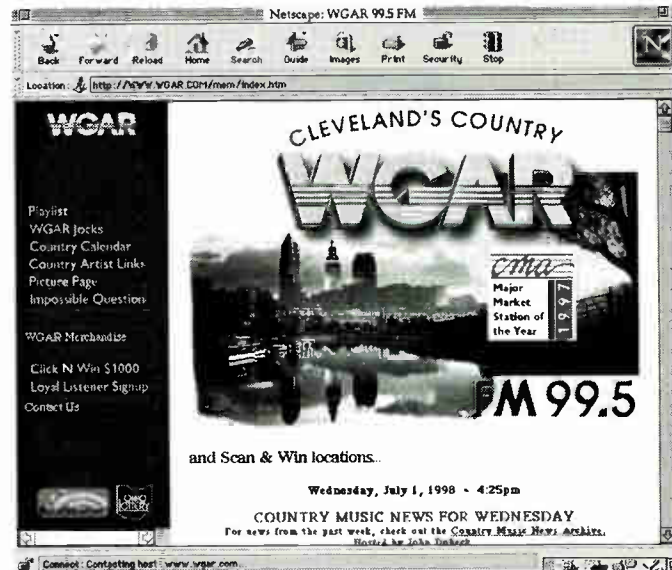 Netscape: WGAR 99.5 FM
Back Forward Reload Home Search Guide Images Print Security Stop
N
Location: http://WWW.WGAR.COM/mem/index.htm
WGAR
Playlist
WGAR Jocks
Country Calendar
Country Artist Links
Picture Page
Impossible Question
WGAR Merchandise
Click N Win $1000
Loyal Listener Signup
Contact Us
CLEVELAND'S COUNTRY
WGAR
cma
Major
Market
Station of
the Year
1997
FM 99.5
and Scan & Win locations...
Wednesday, July 1, 1998 - 4:25pm
COUNTRY MUSIC NEWS FOR WEDNESDAY
For news from the past week, check out the Country Music News Archive.
Hosted by John
Connect: Contacting host: www.wgar.com...